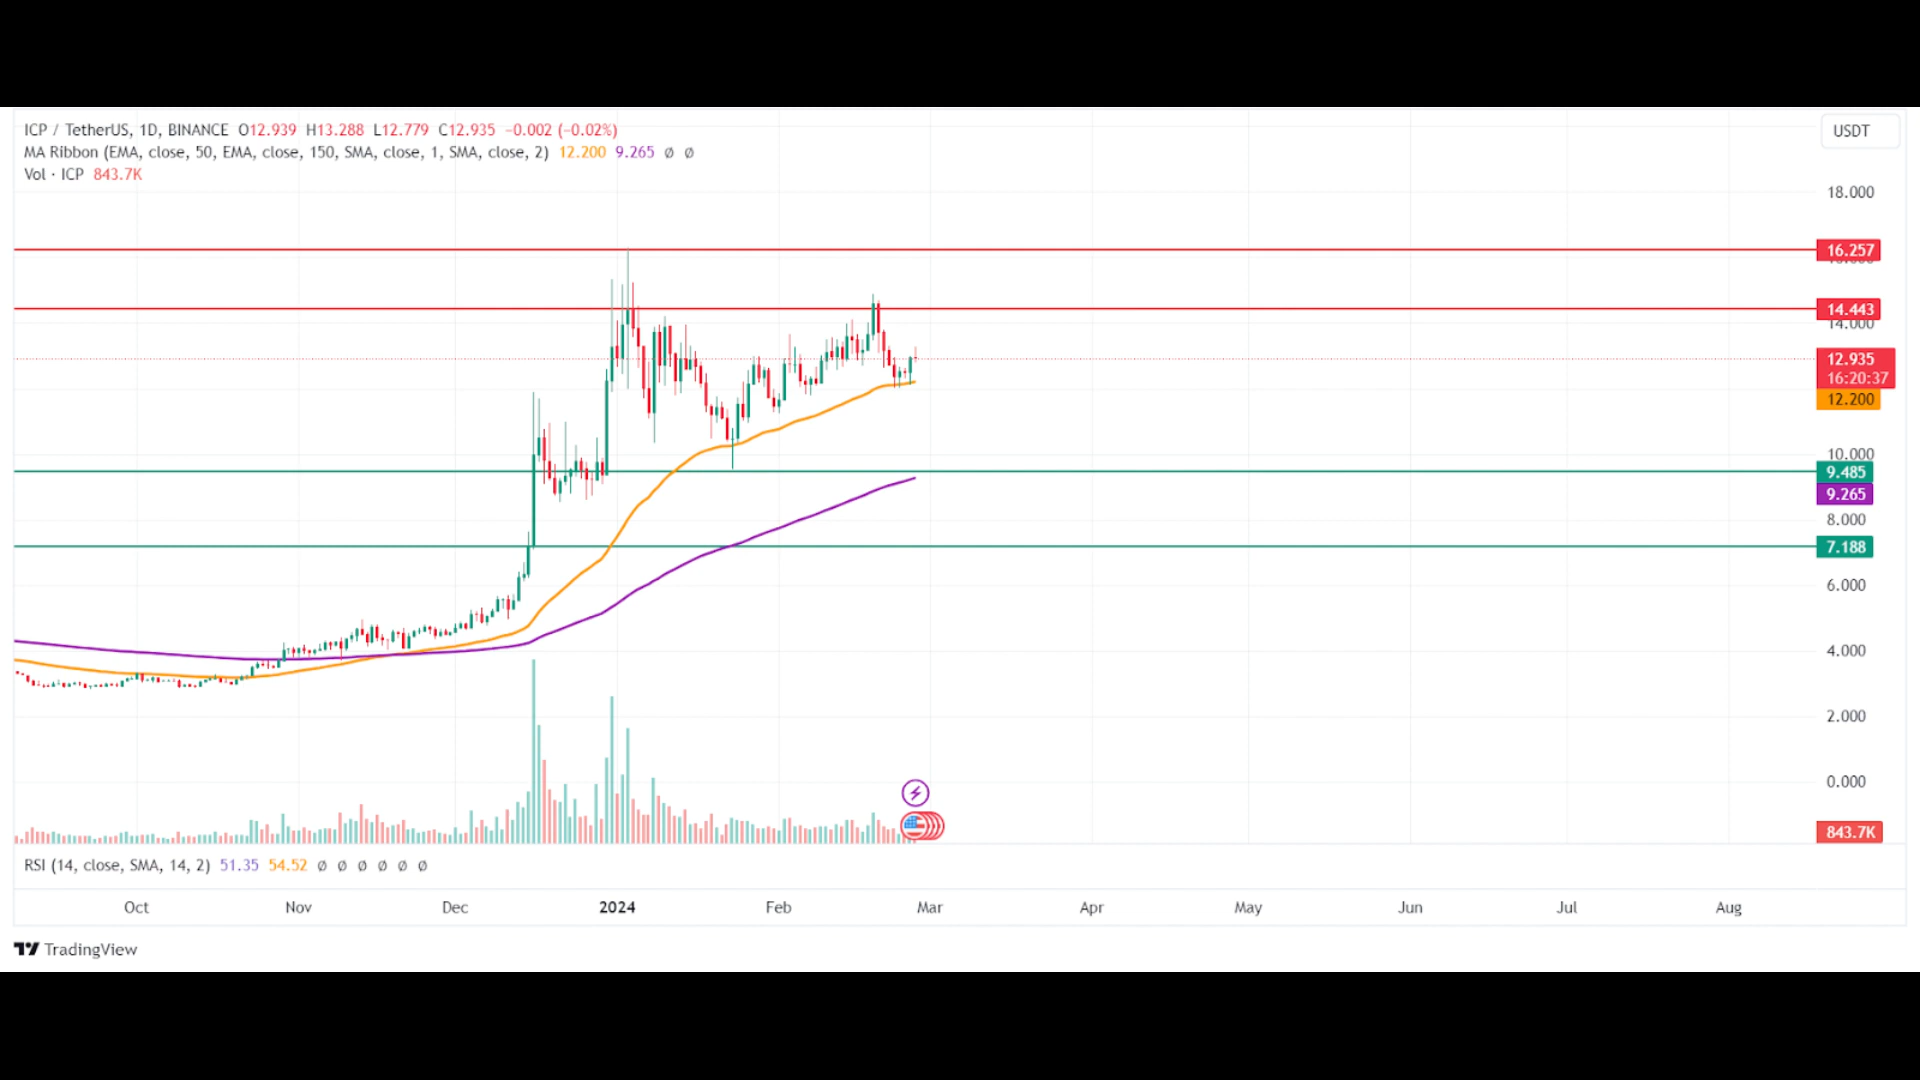 ICP / TetherUS, 1D, BINANCE O12.939 H13.288 L12.779 C12.935 −0.002 (−0.02%)
USDT
MA Ribbon (EMA, close, 50, EMA, close, 150, SMA, close, 1, SMA, close, 2) 12.200 9.265 ∅ ∅
Vol · ICP 843.7K
18.000
16.257
14.443
14.000
12.935
16:20:37
12.200
10.000
9.485
9.265
8.000
7.188
6.000
4.000
2.000
0.000
843.7K
RSI (14, close, SMA, 14, 2) 51.35 54.52 ∅ ∅ ∅ ∅ ∅ ∅
Oct Nov Dec 2024 Feb Mar Apr May Jun Jul Aug
TradingView